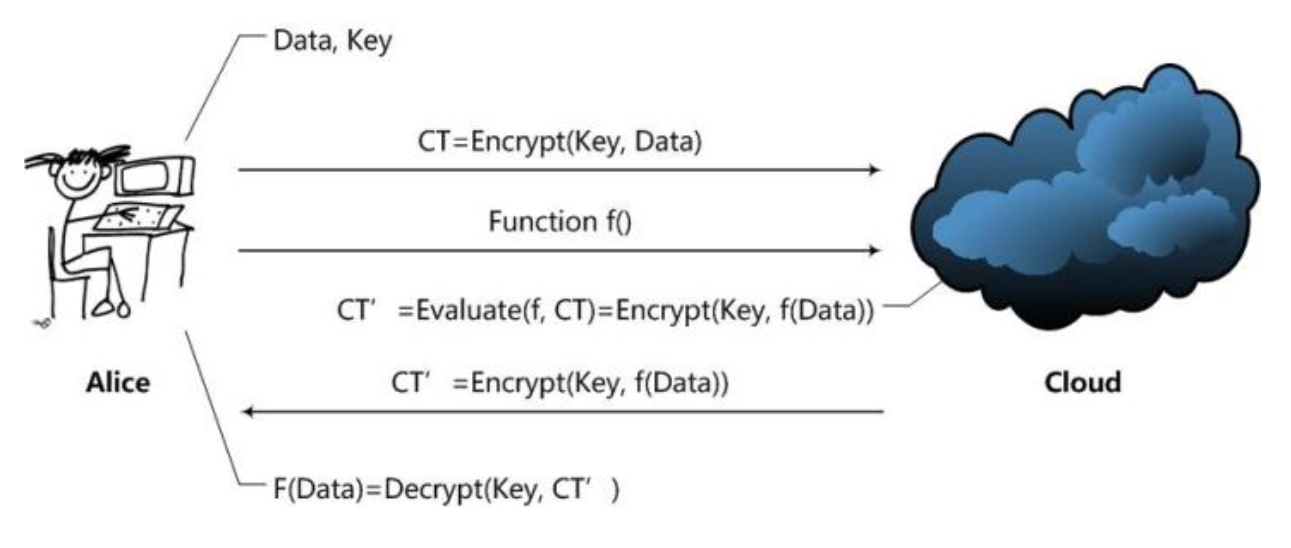 Data, Key
CT=Encrypt(Key, Data)
Function f()
CT′ =Evaluate(f, CT)=Encrypt(Key, f(Data))
Alice
CT′ =Encrypt(Key, f(Data))
Cloud
F(Data)=Decrypt(Key, CT′ )